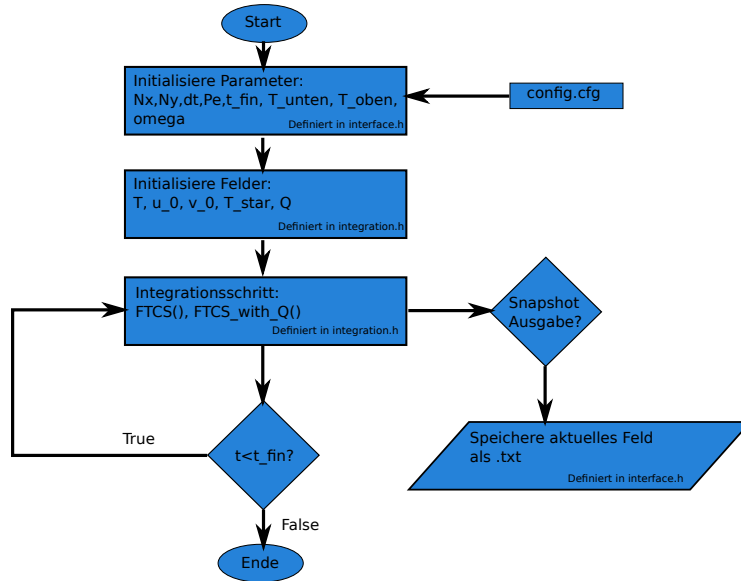 Start
Initialisiere Parameter:
Nx,Ny,dt,Pe,t_fin, T_unten, T_oben,
omega
Definiert in interface.h
config.cfg
Initialisiere Felder:
T, u_0, v_0, T_star, Q
Definiert in integration.h
Integrationsschritt:
FTCS(), FTCS_with_Q()
Definiert in integration.h
Snapshot
Ausgabe?
True
t<t_fin?
Speichere aktuelles Feld
als .txt
Definiert in interface.h
False
Ende